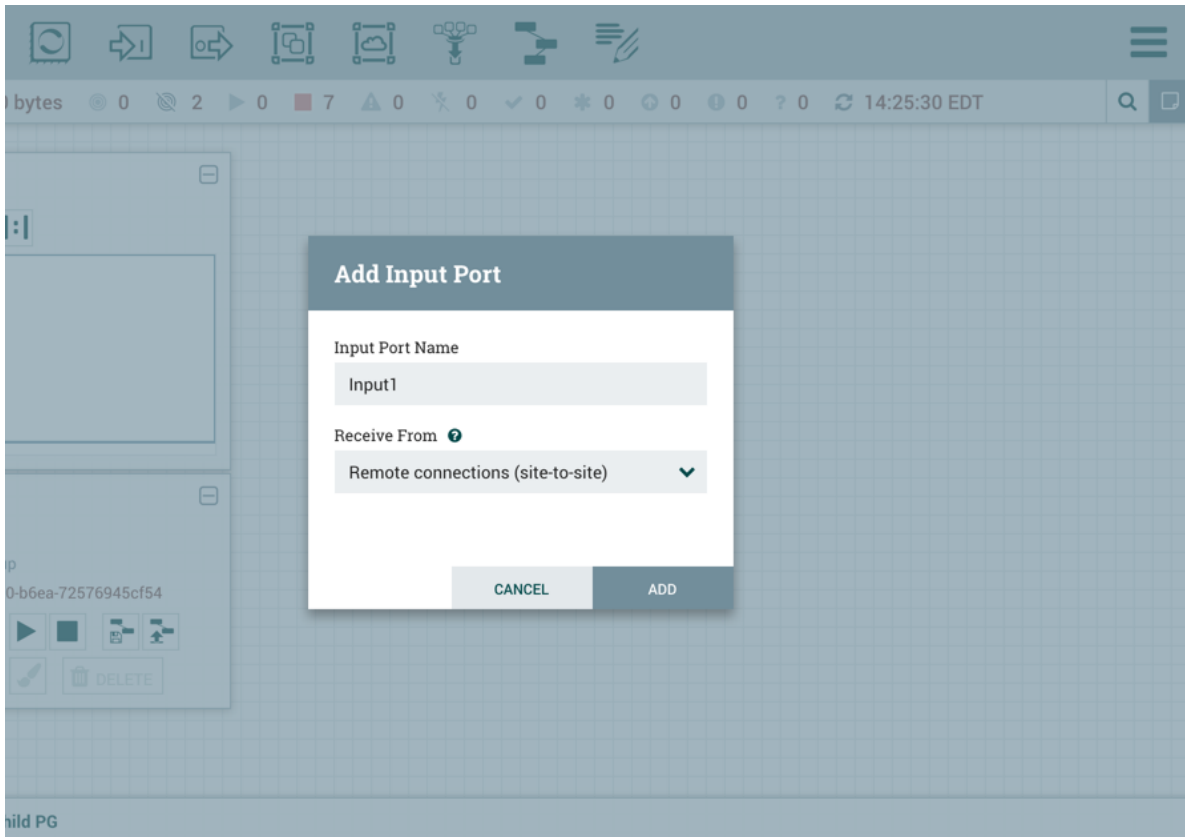 bytes 0 2 0 7 0 0 0 0 0 0 ? 0 14:25:30 EDT
Add Input Port
Input Port Name
Input1
Receive From ?
Remote connections (site-to-site)
CANCEL ADD
0-b6ea-72576945cf54
DELETE
PG